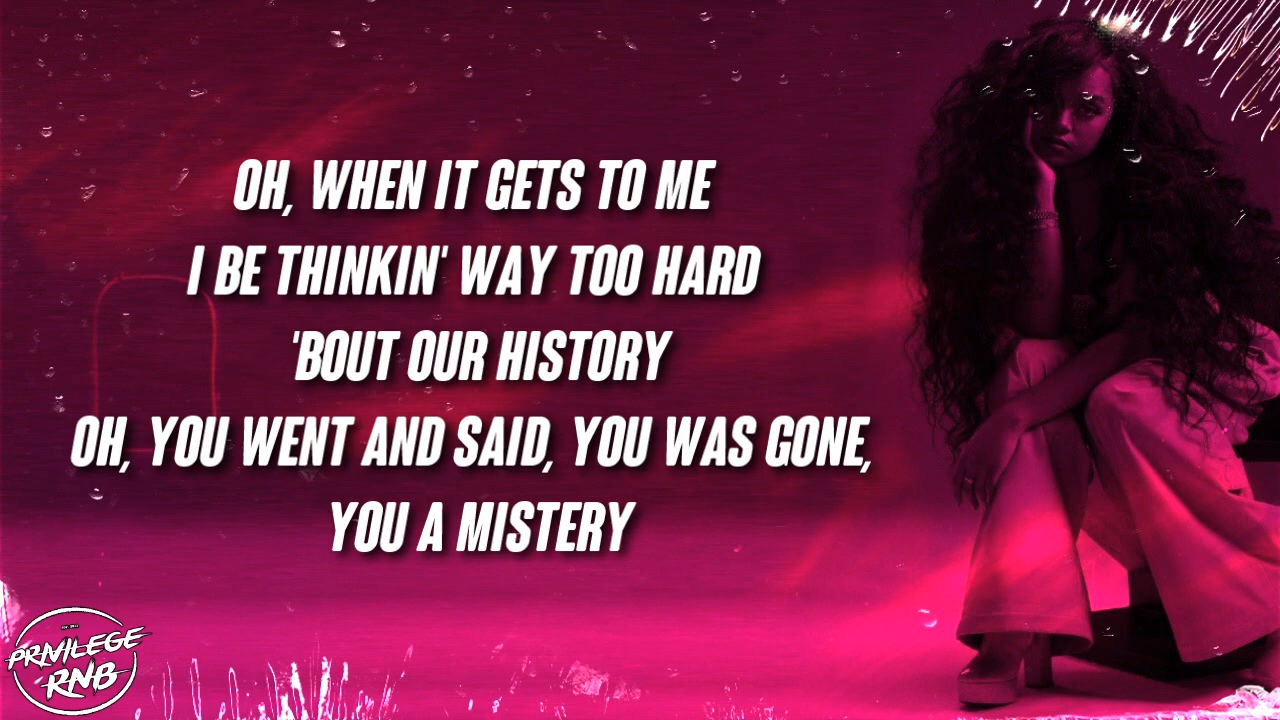 OH, WHEN IT GETS TO ME
I BE THINKIN' WAY TOO HARD
'BOUT OUR HISTORY
OH, YOU WENT AND SAID, YOU WAS GONE,
YOU A MISTERY
PRIVILEGE
RNB